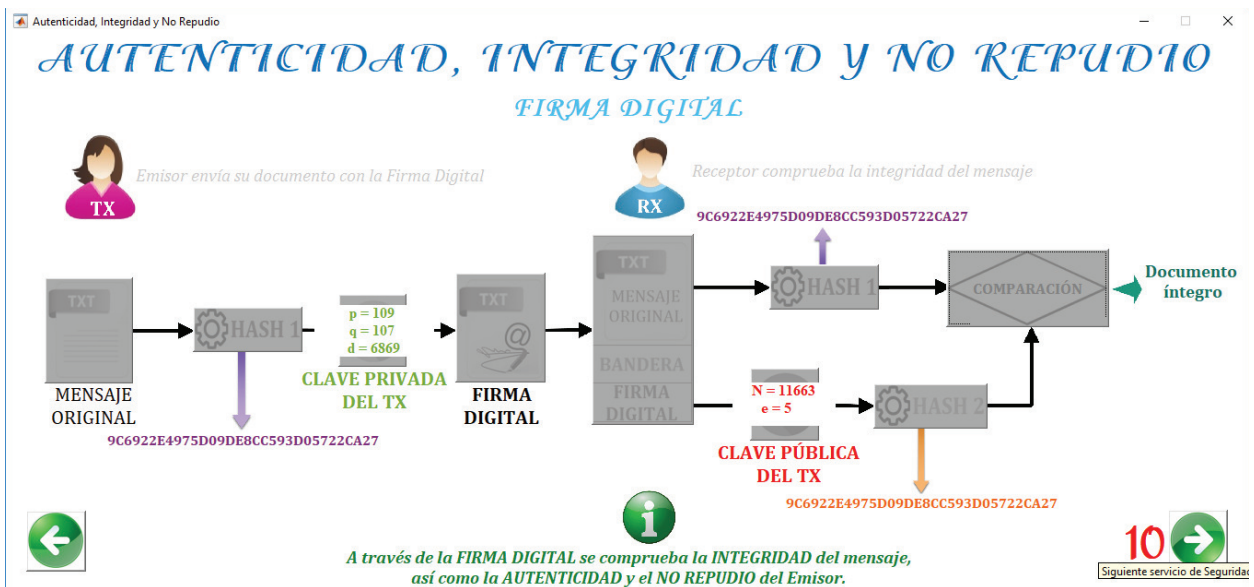 Autenticidad, Integridad y No Repudio
AUTENTICIDAD, INTEGRIDAD Y NO REPUDIO
FIRMA DIGITAL
TX
Emisor envía su documento con la Firma Digital
RX
Receptor comprueba la integridad del mensaje
9C6922E4975D09DE8CC593D05722CA27
TXT
MENSAJE
ORIGINAL
HASH 1
9C6922E4975D09DE8CC593D05722CA27
p = 109
q = 107
d = 6869
CLAVE PRIVADA
DEL TX
TXT
@
FIRMA
DIGITAL
TXT
MENSAJE
ORIGINAL
BANDERA
FIRMA
DIGITAL
HASH 1
COMPARACIÓN
Documento
íntegro
N = 11663
e = 5
CLAVE PÚBLICA
DEL TX
HASH 2
9C6922E4975D09DE8CC593D05722CA27
i
A través de la FIRMA DIGITAL se comprueba la INTEGRIDAD del mensaje,
así como la AUTENTICIDAD y el NO REPUDIO del Emisor.
10
Siguiente servicio de Seguridad